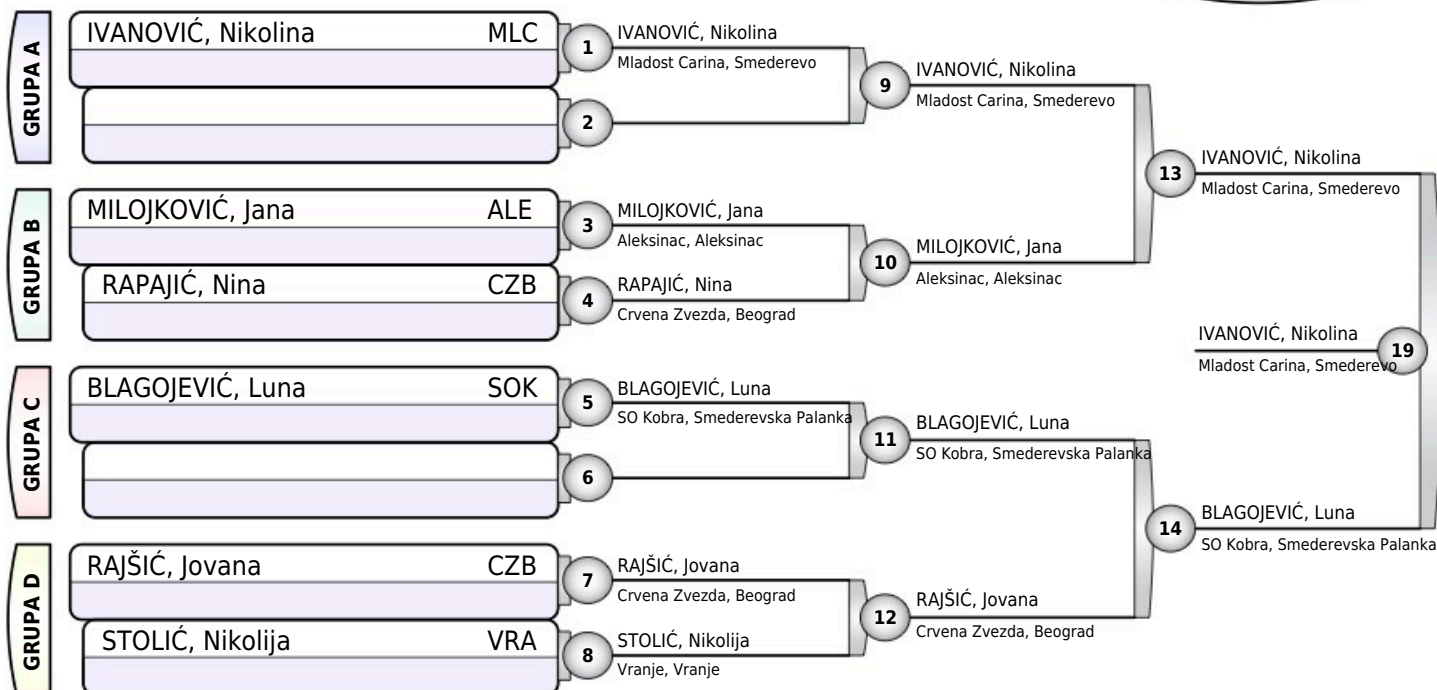 GRUPA A
IVANOVIĆ, Nikolina MLC
1
IVANOVIĆ, Nikolina
Mladost Carina, Smederevo
2
9
IVANOVIĆ, Nikolina
Mladost Carina, Smederevo
GRUPA B
MILOJKOVIĆ, Jana ALE
3
MILOJKOVIĆ, Jana
Aleksinac, Aleksinac
RAPAJIĆ, Nina CZB
4
RAPAJIĆ, Nina
Crvena Zvezda, Beograd
10
MILOJKOVIĆ, Jana
Aleksinac, Aleksinac
13
IVANOVIĆ, Nikolina
Mladost Carina, Smederevo
IVANOVIĆ, Nikolina
Mladost Carina, Smederevo
19
GRUPA C
BLAGOJEVIĆ, Luna SOK
5
BLAGOJEVIĆ, Luna
SO Kobra, Smederevska Palanka
6
11
BLAGOJEVIĆ, Luna
SO Kobra, Smederevska Palanka
GRUPA D
RAJŠIĆ, Jovana CZB
7
RAJŠIĆ, Jovana
Crvena Zvezda, Beograd
STOLIĆ, Nikolija VRA
8
STOLIĆ, Nikolija
Vranje, Vranje
12
RAJŠIĆ, Jovana
Crvena Zvezda, Beograd
14
BLAGOJEVIĆ, Luna
SO Kobra, Smederevska Palanka